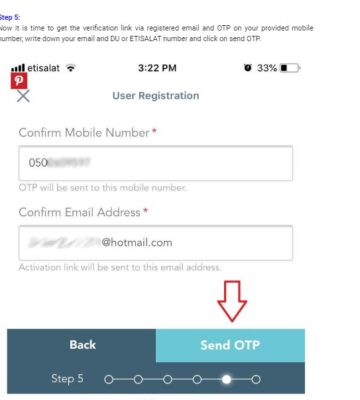 Step 5:
Now it is time to get the verification link via registered email and OTP on your provided mobile
number, write down your email and DU or ETISALAT number and click on send OTP.
etisalat 3:22 PM 33%
User Registration
Confirm Mobile Number *
050
OTP will be sent to this mobile number.
Confirm Email Address *
@hotmail.com
Activation link will be sent to this email address.
Back Send OTP
Step 5